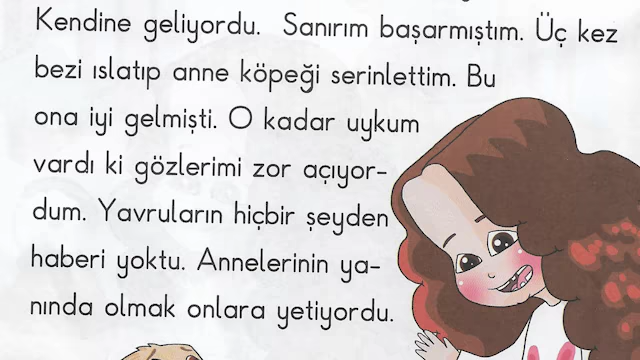 Kendine geliyordu. Sanırım başarmıştım. Üç kez
bezi ıslatıp anne köpeği serinlettim. Bu
ona iyi gelmişti. O kadar uykum
vardı ki gözlerimi zor açıyor-
dum. Yavruların hiçbir şeyden
haberi yoktu. Annelerinin ya-
nında olmak onlara yetiyordu.